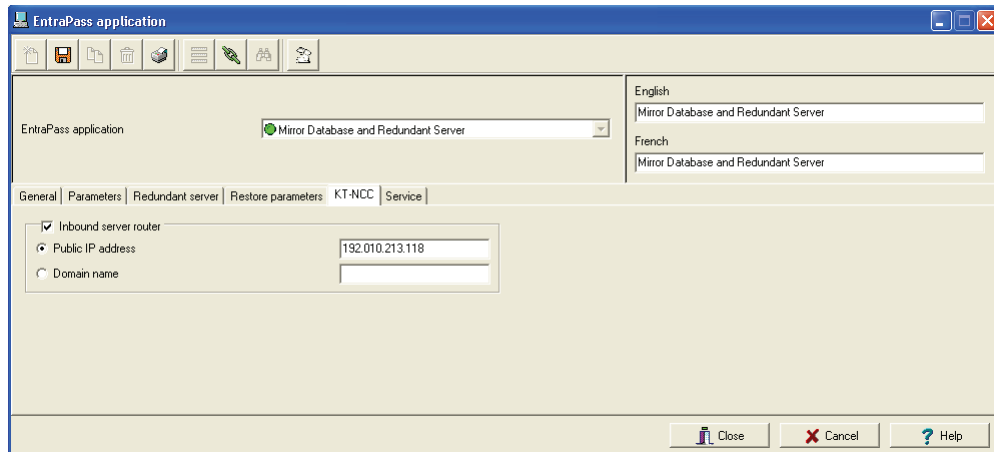 EntraPass application
English
Mirror Database and Redundant Server
EntraPass application
Mirror Database and Redundant Server
French
Mirror Database and Redundant Server
General Parameters Redundant server Restore parameters KT-NCC Service
Inbound server router
Public IP address 192.010.213.118
Domain name
Close Cancel ? Help